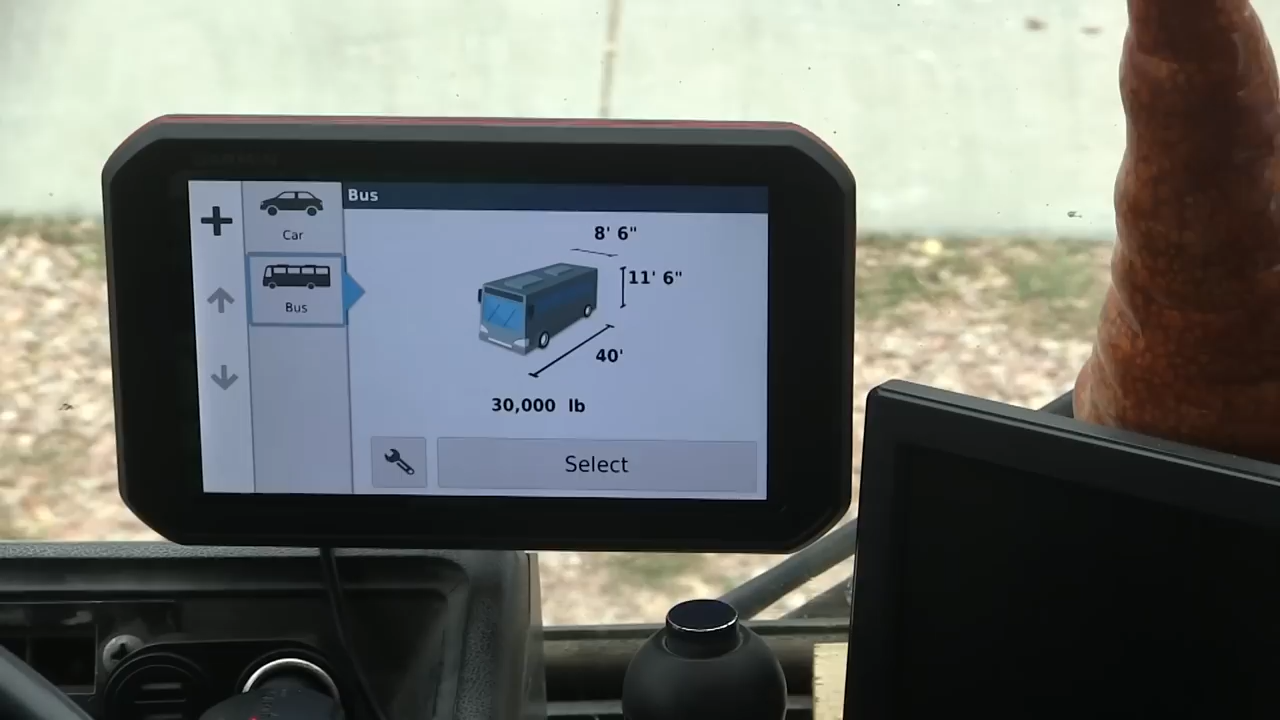 Bus
Car
8' 6"
11' 6"
Bus
40'
30,000 lb
Select